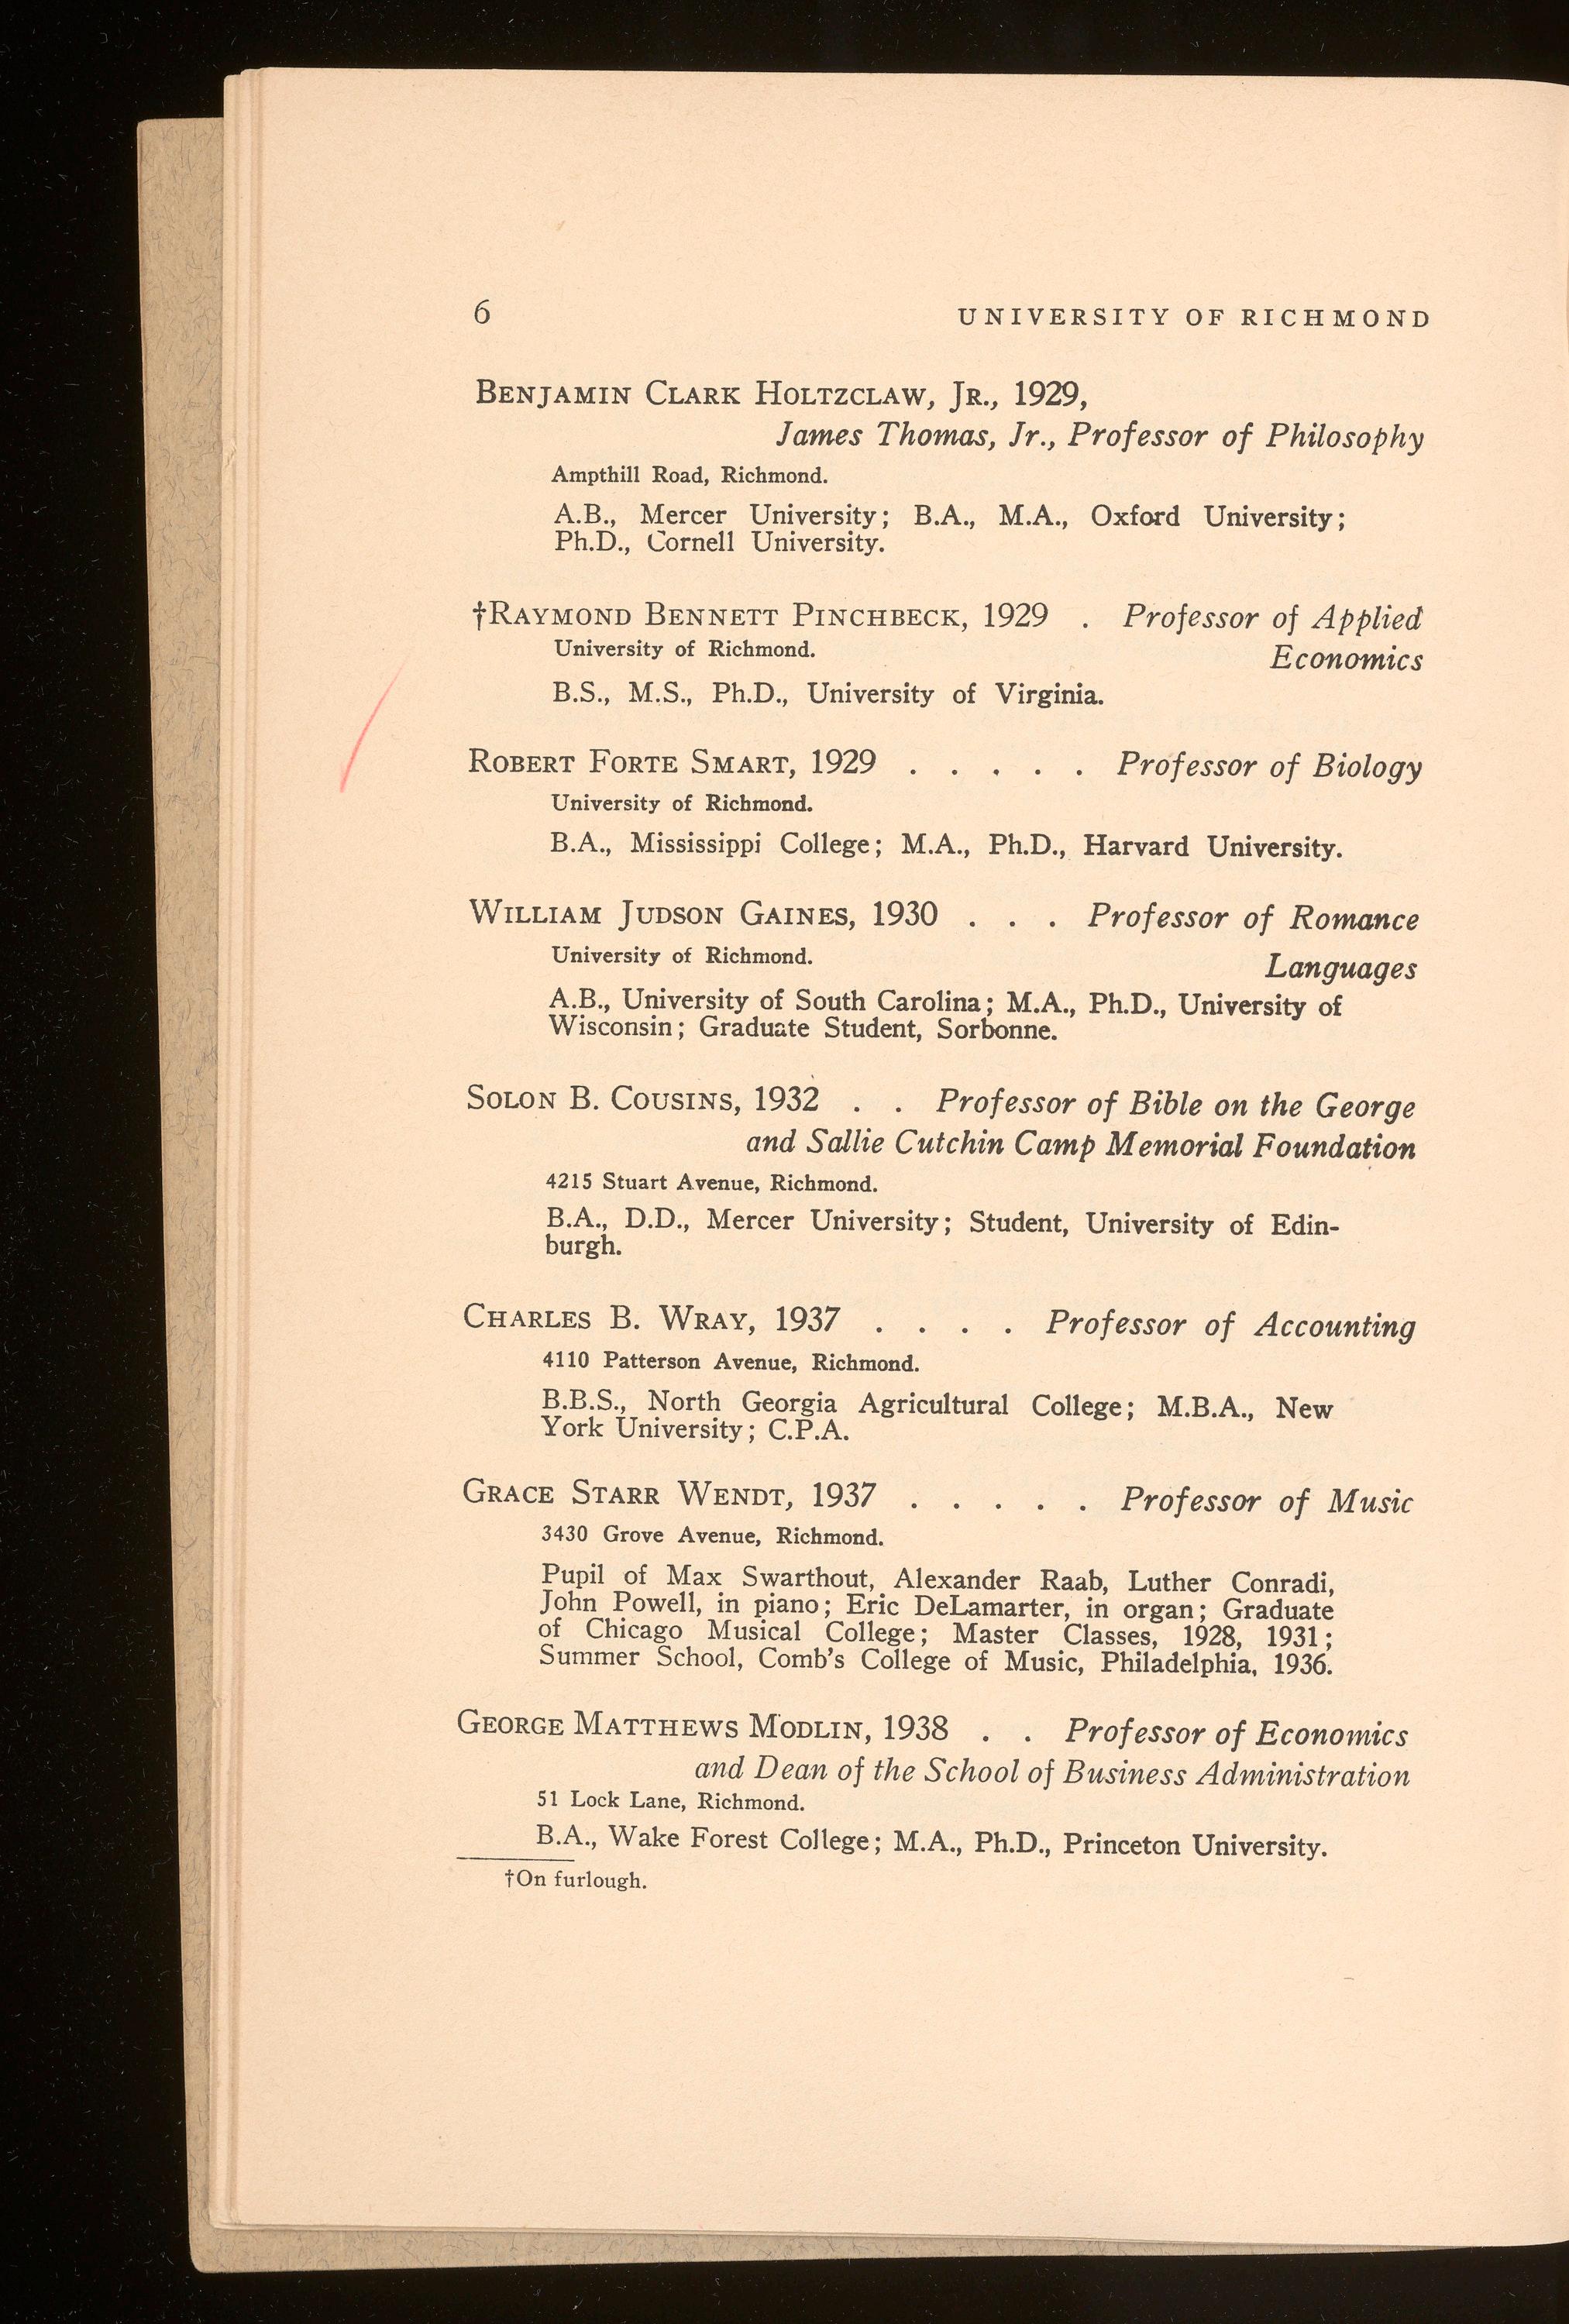 6 UNIVERSITY OF RICHMOND
BENJAMIN CLARK HOLTZCLAW, JR., 1929,
James Thomas, Jr., Professor of Philosophy
Ampthill Road, Richmond.
A.B., Mercer University; B.A., M.A., Oxford University;
Ph.D., Cornell University.
†RAYMOND BENNETT PINCHBECK, 1929 . Professor of Applied
University of Richmond. Economics
B.S., M.S., Ph.D., University of Virginia.
ROBERT FORTE SMART, 1929 . . . . . Professor of Biology
University of Richmond.
B.A., Mississippi College; M.A., Ph.D., Harvard University.
WILLIAM JUDSON GAINES, 1930 . . . Professor of Romance
University of Richmond. Languages
A.B., University of South Carolina; M.A., Ph.D., University of
Wisconsin; Graduate Student, Sorbonne.
SOLON B. COUSINS, 1932 . . Professor of Bible on the George
and Sallie Cutchin Camp Memorial Foundation
4215 Stuart Avenue, Richmond.
B.A., D.D., Mercer University; Student, University of Edin-
burgh.
CHARLES B. WRAY, 1937 . . . . Professor of Accounting
4110 Patterson Avenue, Richmond.
B.B.S., North Georgia Agricultural College; M.B.A., New
York University; C.P.A.
GRACE STARR WENDT, 1937 . . . . . Professor of Music
3430 Grove Avenue, Richmond.
Pupil of Max Swarthout, Alexander Raab, Luther Conradi,
John Powell, in piano; Eric DeLamarter, in organ; Graduate
of Chicago Musical College; Master Classes, 1928, 1931;
Summer School, Comb's College of Music, Philadelphia, 1936.
GEORGE MATTHEWS MODLIN, 1938 . . Professor of Economics
and Dean of the School of Business Administration
51 Lock Lane, Richmond.
B.A., Wake Forest College; M.A., Ph.D., Princeton University.
†On furlough.